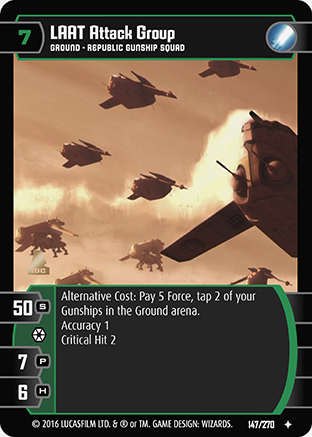 7
LAAT Attack Group
GROUND - REPUBLIC GUNSHIP SQUAD
50 S
Alternative Cost: Pay 5 Force, tap 2 of your
Gunships in the Ground arena.
Accuracy 1
Critical Hit 2
7 P
6 H
© 2016 LUCASFILM LTD. & ® or TM. GAME DESIGN: WIZARDS. 147/270